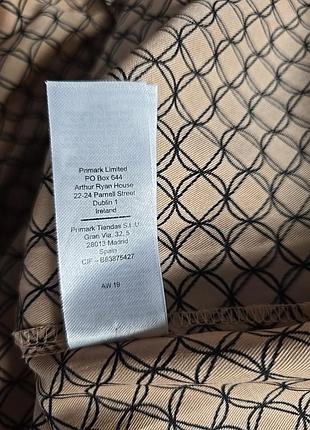 Primark Limited
PO Box 644
Arthur Ryan House
22-24 Parnell Street
Dublin 1
Ireland
Primark Tiendas S.L.U.
Gran Via, 32, 5
28013 Madrid
Spain
CIF - B83875427
AW 19